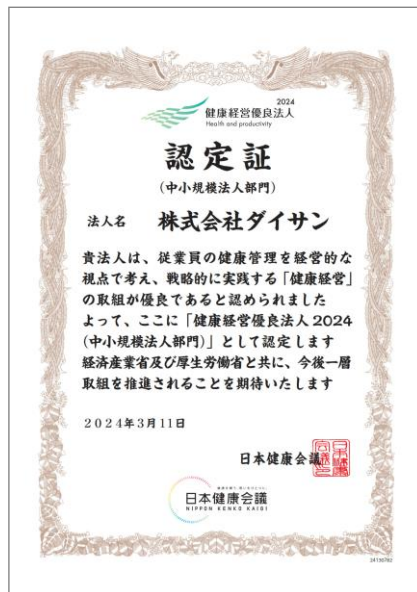 2024
健康経営優良法人
Health and productivity
認定証
(中小規模法人部門)
法人名 株式会社ダイサン
貴法人は、従業員の健康管理を経営的な
視点で考え、戦略的に実践する「健康経営」
の取組が優良であると認められました
よって、ここに「健康経営優良法人2024
(中小規模法人部門)」として認定します
経済産業省及び厚生労働省と共に、今後一層
取組を推進されることを期待いたします
2024年3月11日
日本健康会議
日本健康会議
NIPPON KENKO KAIGI